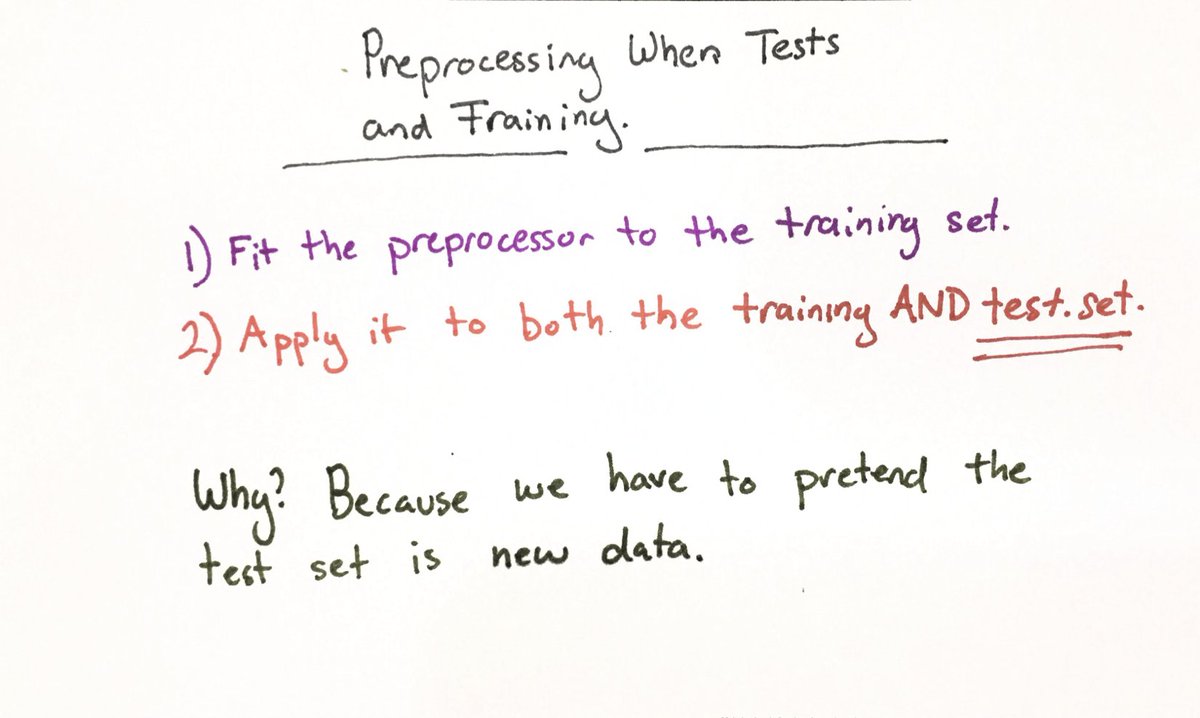 Preprocessing When Tests
and Training.
1) Fit the preprocessor to the training set.
2) Apply it to both the training AND test set.
Why? Because we have to pretend the
test set is new data.